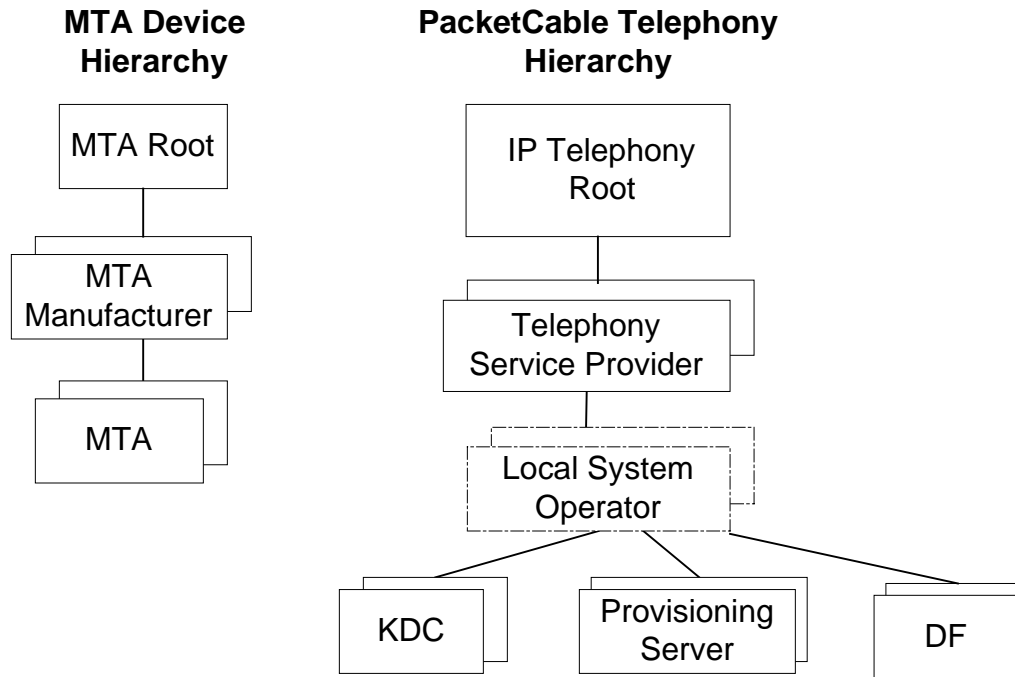 MTA Device
Hierarchy
PacketCable Telephony
Hierarchy
MTA Root
MTA
Manufacturer
MTA
IP Telephony
Root
Telephony
Service Provider
Local System
Operator
KDC
Provisioning
Server
DF